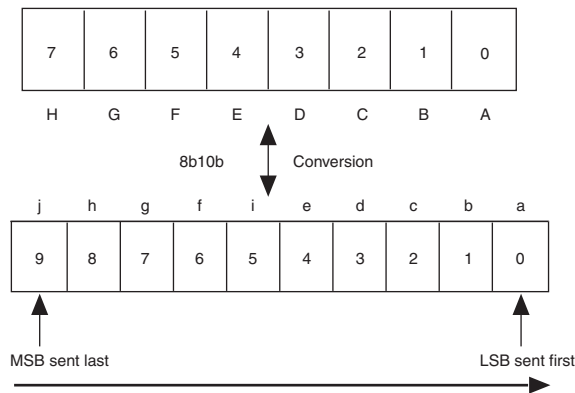 7 6 5 4 3 2 1 0
H G F E D C B A
8b10b Conversion
j h g f i e d c b a
9 8 7 6 5 4 3 2 1 0
MSB sent last LSB sent first